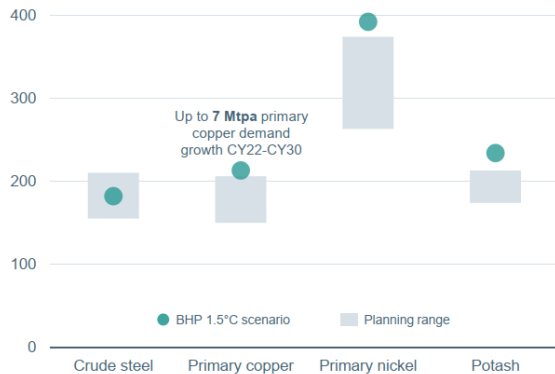 400
300
Up to 7 Mtpa primary
copper demand
growth CY22-CY30
200
100
BHP 1.5°C scenario
Planning range
0
Crude steel
Primary copper
Primary nickel
Potash